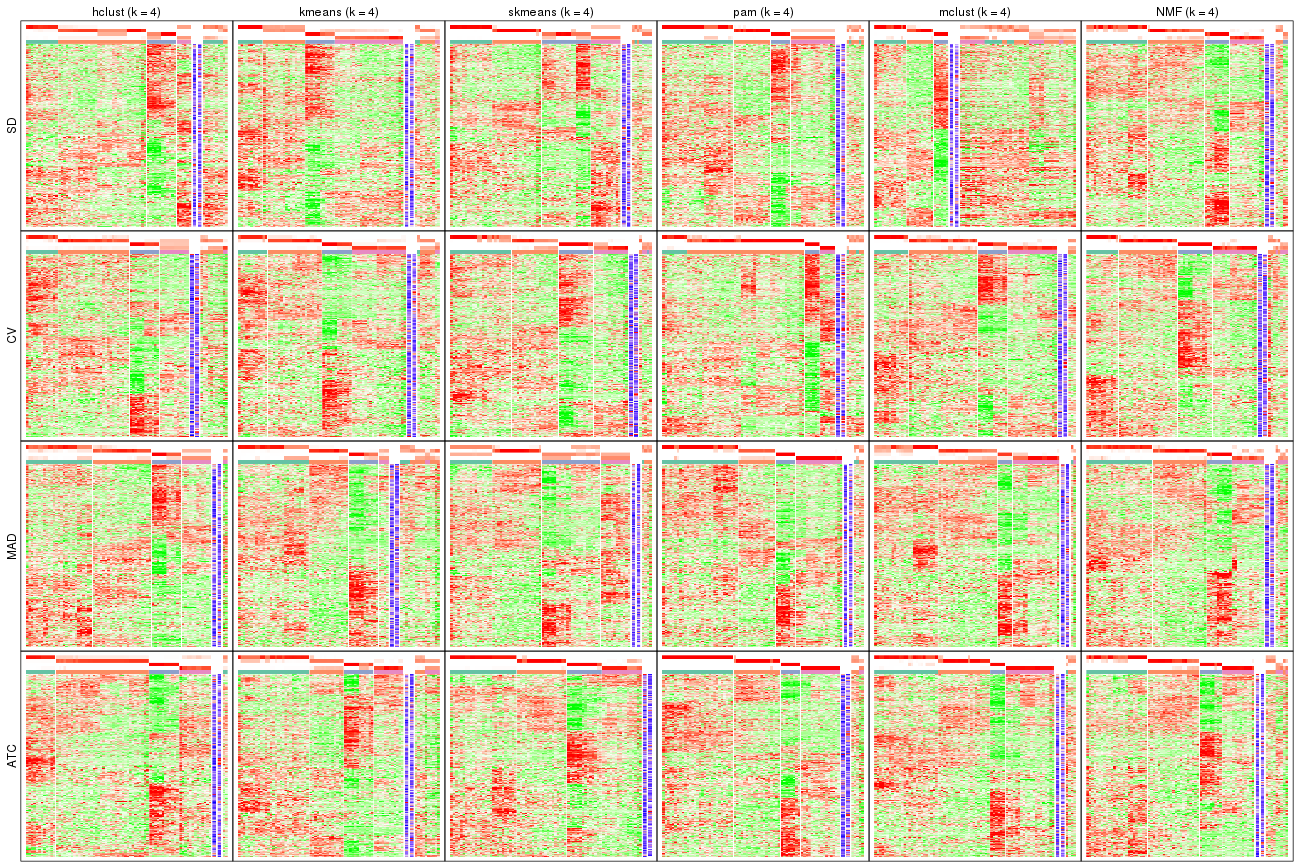 hclust (k = 4) kmeans (k = 4) skmeans (k = 4) pam (k = 4) mclust (k = 4) NMF (k = 4)
SD
CV
MAD
ATC